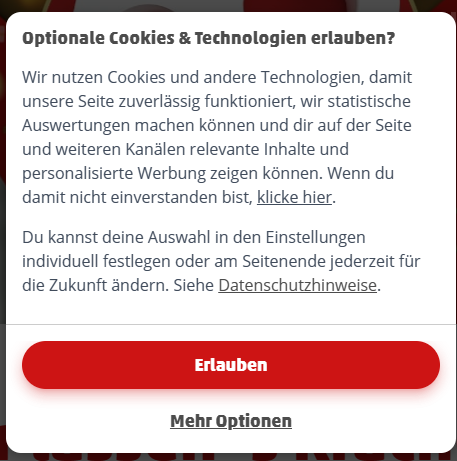 Optionale Cookies & Technologien erlauben?
Wir nutzen Cookies und andere Technologien, damit
unsere Seite zuverlässig funktioniert, wir statistische
Auswertungen machen können und dir auf der Seite
und weiteren Kanälen relevante Inhalte und
personalisierte Werbung zeigen können. Wenn du
damit nicht einverstanden bist, klicke hier.
Du kannst deine Auswahl in den Einstellungen
individuell festlegen oder am Seitenende jederzeit für
die Zukunft ändern. Siehe Datenschutzhinweise.
Erlauben
Mehr Optionen